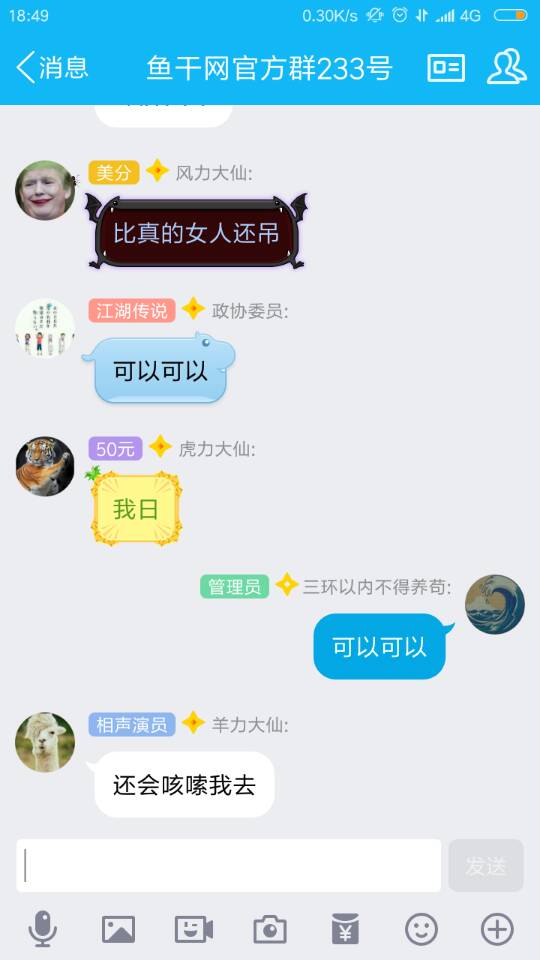 18:49
0.30K/s
4G
消息
鱼干网官方群233号
美分
风力大仙:
比真的女人还吊
江湖传说
政协委员:
可以可以
50元
虎力大仙:
我日
管理员
三环以内不得养苟:
可以可以
相声演员
羊力大仙:
还会咳嗦我去
发送